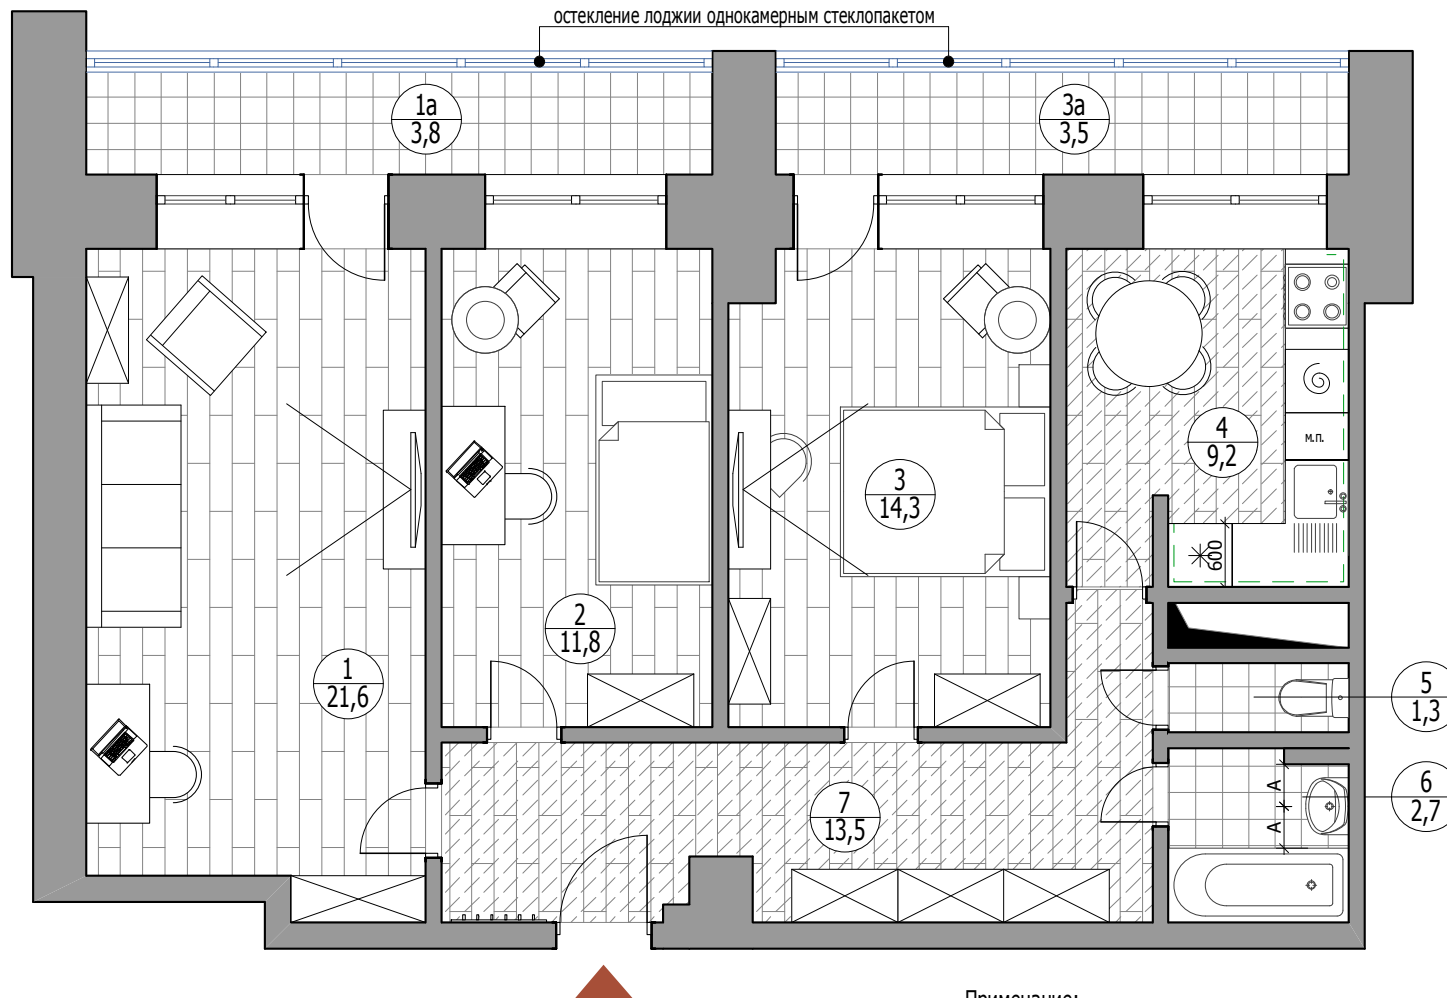 остекление лоджии однокамерным стеклопакетом
1а
3,8
3а
3,5
4
9,2
м.п.
3
14,3
600
2
11,8
1
21,6
5
1,3
6
2,7
А
А
7
13,5
Примечание: